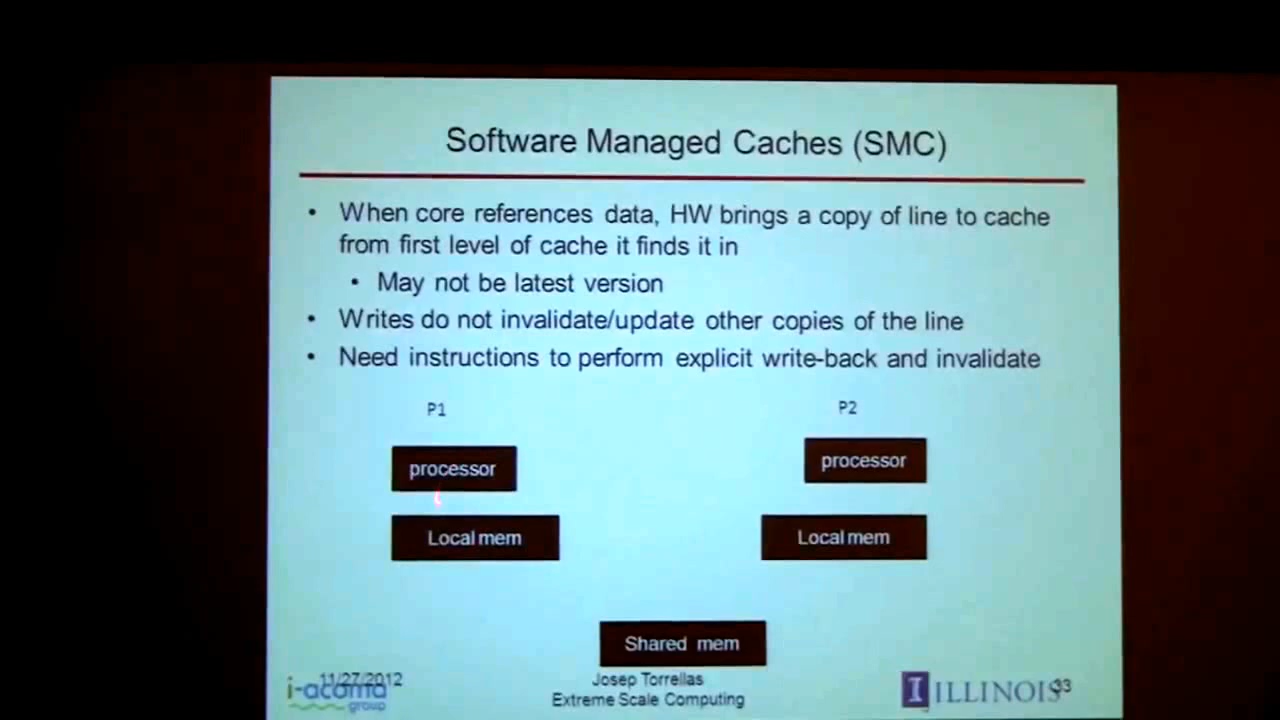 Software Managed Caches (SMC)
• When core references data, HW brings a copy of line to cache
from first level of cache it finds it in
• May not be latest version
• Writes do not invalidate/update other copies of the line
• Need instructions to perform explicit write-back and invalidate
P1
P2
processor
processor
Local mem
Local mem
Shared mem
11/27/2012
i-acoma
group
Josep Torrellas
Extreme Scale Computing
I ILLINOIS
33